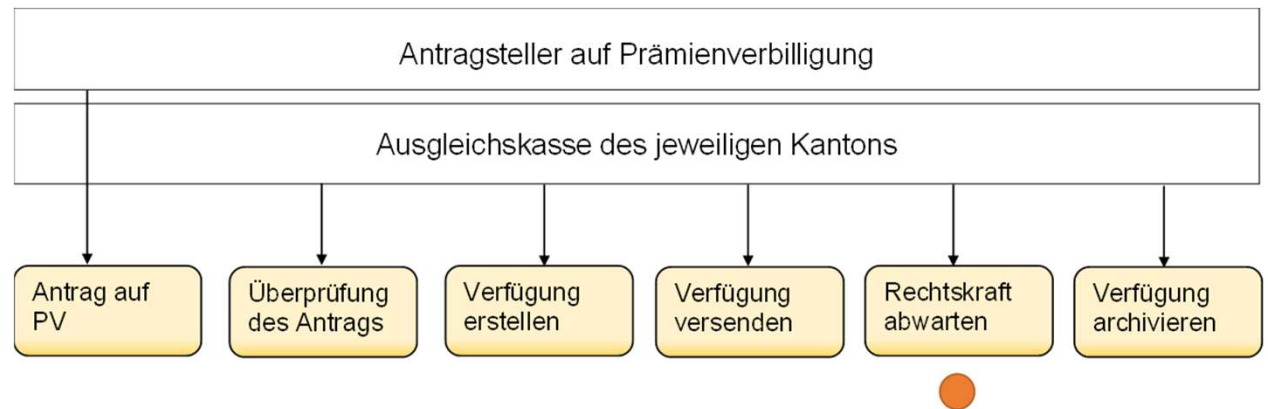 Antragsteller auf Prämienverbilligung
Ausgleichskasse des jeweiligen Kantons
Antrag auf
PV
Überprüfung
des Antrags
Verfügung
erstellen
Verfügung
versenden
Rechtskraft
abwarten
Verfügung
archivieren